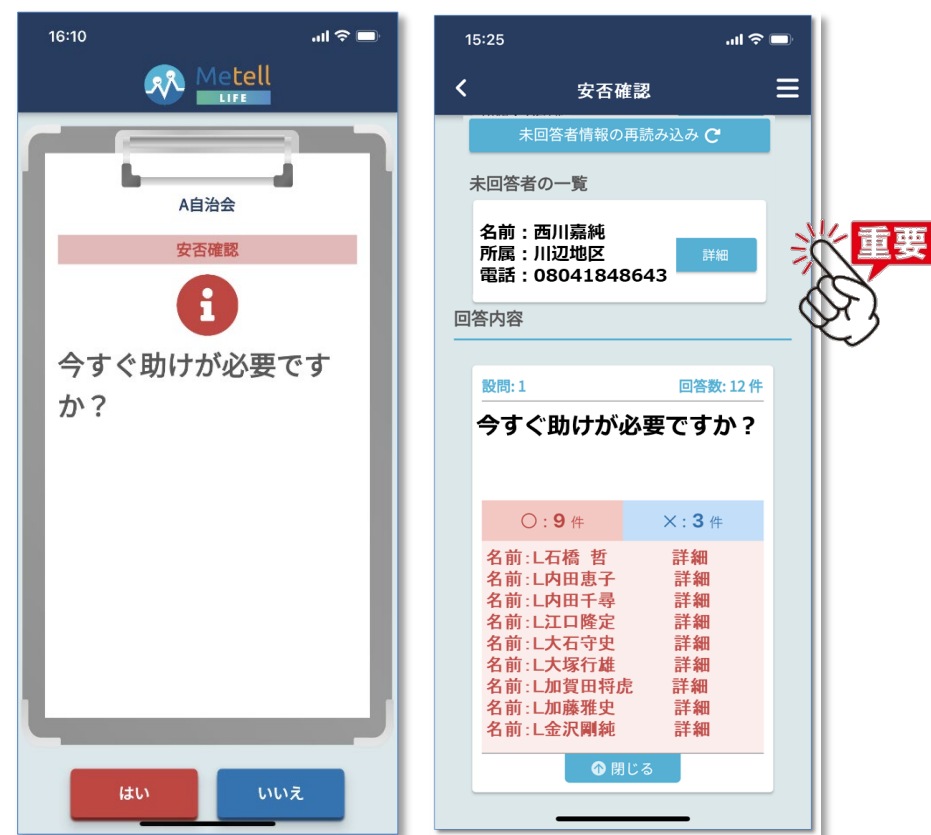 16:10
Metell
LIFE
A自治会
安否確認
今すぐ助けが必要です
か？
はい
いいえ
15:25
安否確認
未回答者情報の再読み込み
未回答者の一覧
名前：西川嘉純
所属：川辺地区
電話：08041848643
詳細
重要
回答内容
設問: 1
回答数: 12 件
今すぐ助けが必要ですか？
○ : 9 件
× : 3 件
名前:L石橋 哲 詳細
名前:L内田恵子 詳細
名前:L内田千尋 詳細
名前:L江口隆定 詳細
名前:L大石守史 詳細
名前:L大塚行雄 詳細
名前:L加賀田将虎 詳細
名前:L加藤雅史 詳細
名前:L金沢剛純 詳細
閉じる